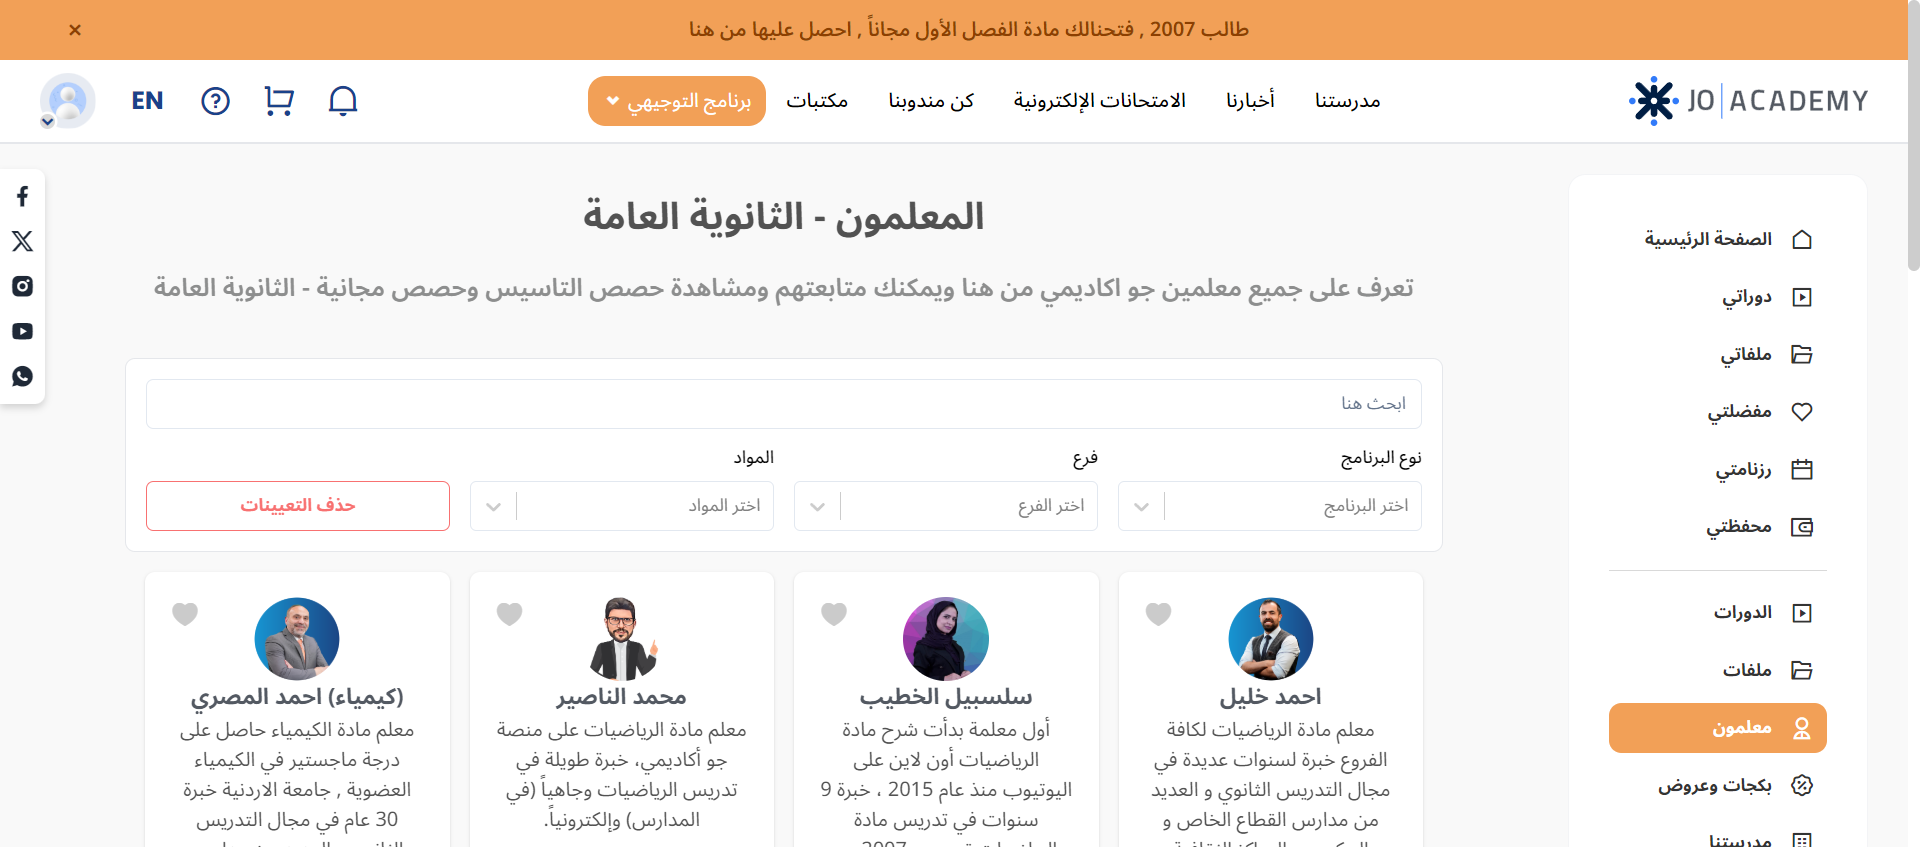 طالب 2007 , فتحنالك مادة الفصل الأول مجاناً , احصل عليها من هنا
JO ACADEMY
مدرستنا
أخبارنا
الامتحانات الإلكترونية
كن مندوبنا
مكتبات
برنامج التوجيهي
EN
الصفحة الرئيسية
دوراتي
ملفاتي
مفضلتي
رزنامتي
محفظتي
الدورات
ملفات
معلمون
بكجات وعروض
مدرستنا
المعلمون - الثانوية العامة
تعرف على جميع معلمين جو اكاديمي من هنا ويمكنك متابعتهم ومشاهدة حصص التاسيس وحصص مجانية - الثانوية العامة
ابحث هنا
نوع البرنامج
فرع
المواد
اختر البرنامج
اختر الفرع
اختر المواد
حذف التعيينات
احمد خليل
معلم مادة الرياضيات لكافة
الفروع خبرة لسنوات عديدة في
مجال التدريس الثانوي و العديد
من مدارس القطاع الخاص و
سلسبيل الخطيب
أول معلمة بدأت شرح مادة
الرياضيات أون لاين على
اليوتيوب منذ عام 2015 ، خبرة 9
سنوات في تدريس مادة
محمد الناصير
معلم مادة الرياضيات على منصة
جو أكاديمي، خبرة طويلة في
تدريس الرياضيات وجاهياً (في
المدارس) وإلكترونياً.
(كيمياء) احمد المصري
معلم مادة الكيمياء حاصل على
درجة ماجستير في الكيمياء
العضوية , جامعة الاردنية خبرة
30 عام في مجال التدريس